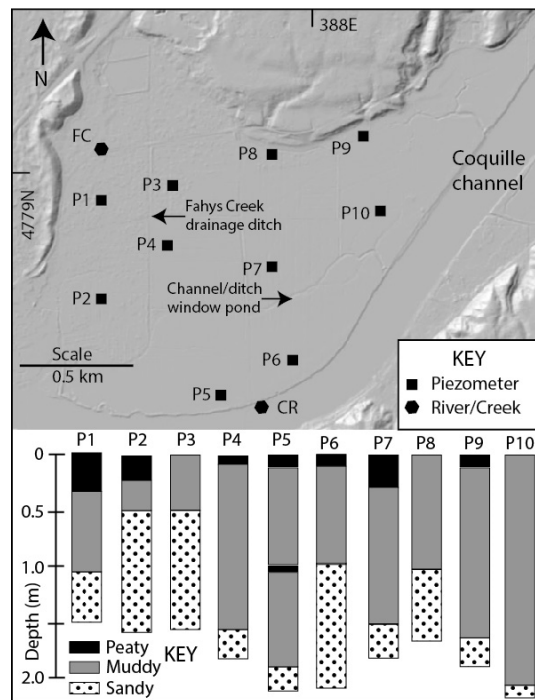 388E
N
FC
P8
P9
Coquille
channel
4779N
P1
P3
Fahys Creek
drainage ditch
P10
P4
P7
Channel/ditch
window pond
P2
Scale
0.5 km
P6
P5
CR
KEY
Piezometer
River/Creek
P1 P2 P3 P4 P5 P6 P7 P8 P9 P10
0
0.5
1.0
2.0
Depth (m)
KEY
Peaty
Muddy
Sandy